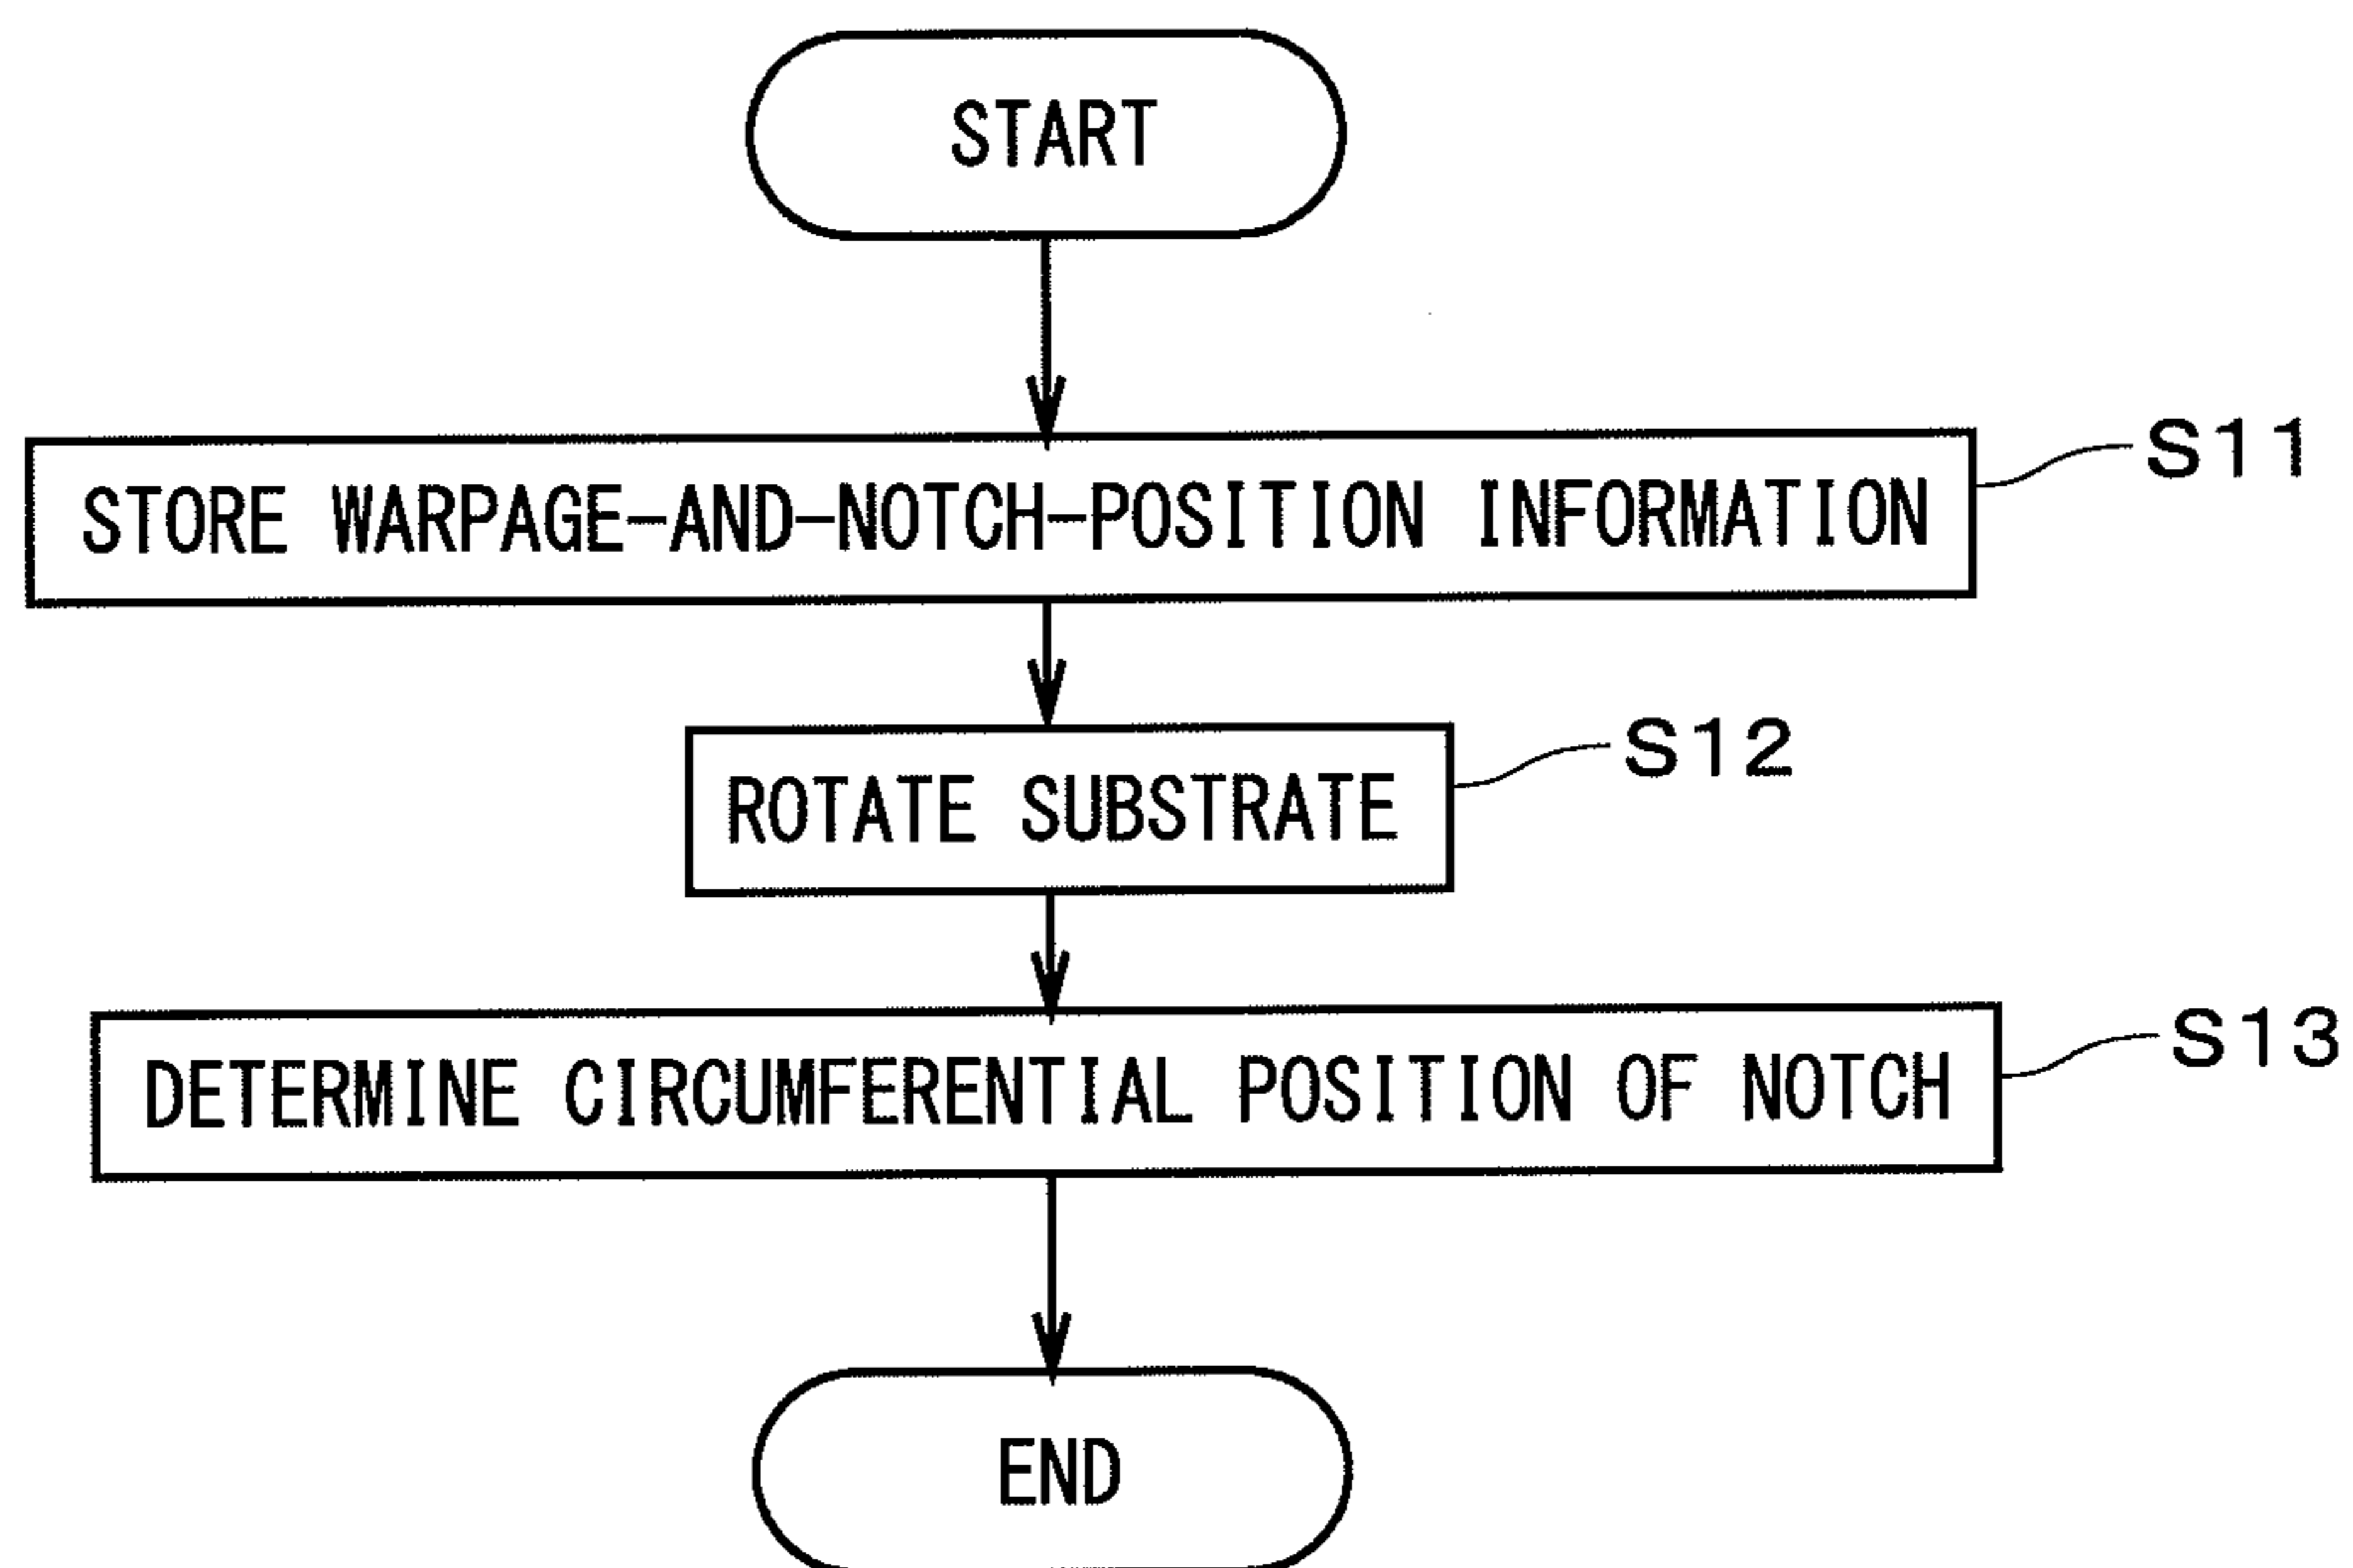 START
STORE WARPAGE-AND-NOTCH-POSITION INFORMATION
S11
ROTATE SUBSTRATE
S12
DETERMINE CIRCUMFERENTIAL POSITION OF NOTCH
S13
END